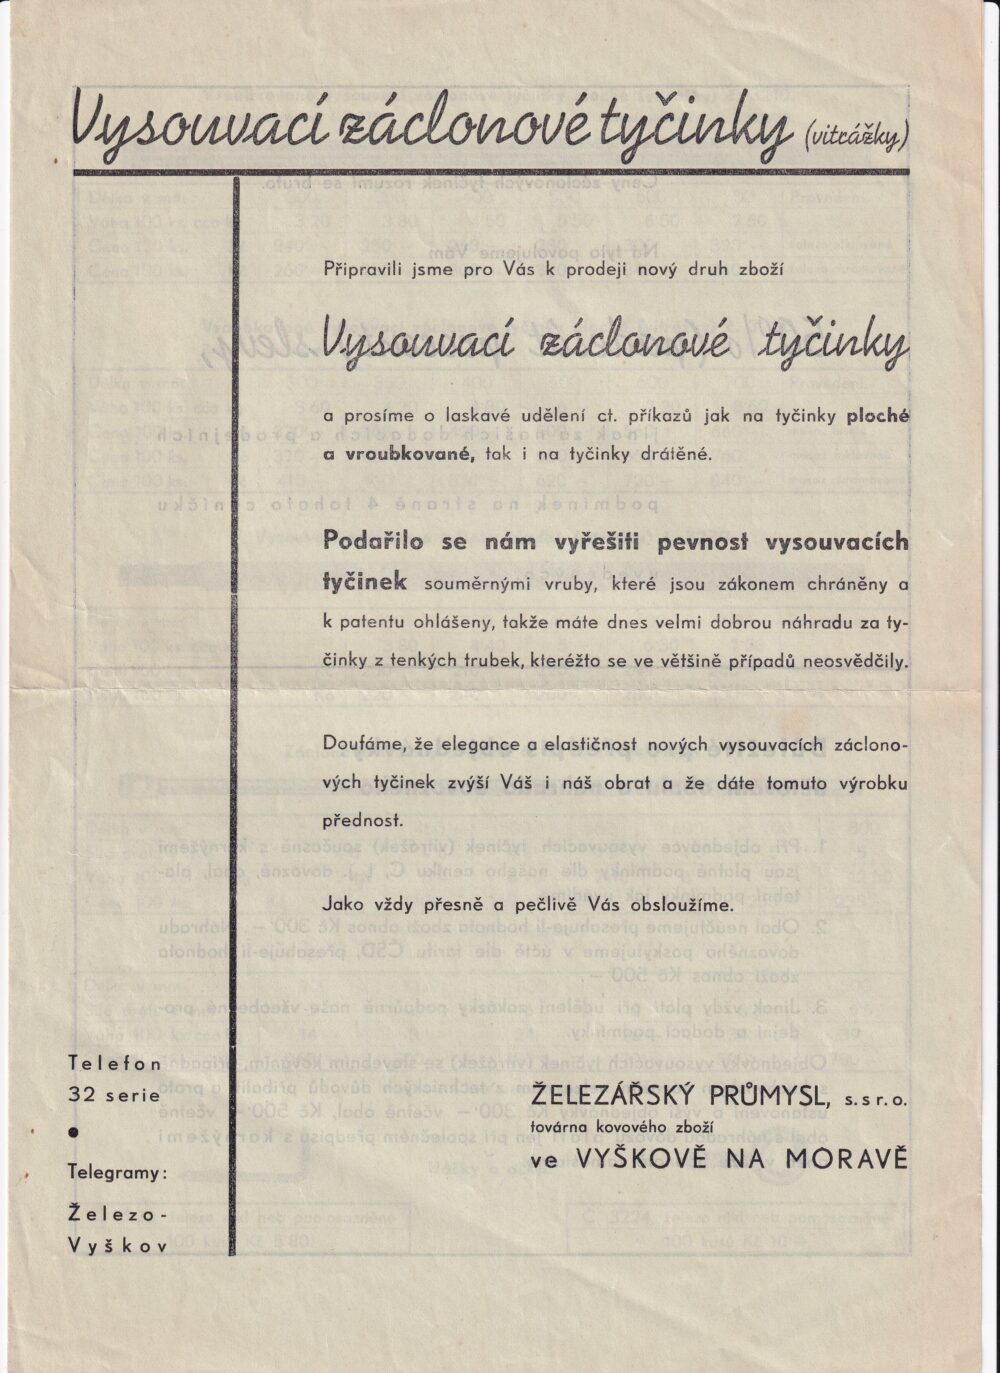 Vysouvací záclonové tyčinky (vitrážky)
Připravili jsme pro Vás k prodeji nový druh zboží
Vysouvací záclonové tyčinky
a prosíme o laskavé udělení ct. příkazů jak na tyčinky ploché
a vroubkované, tak i na tyčinky drátěné.
Podařilo se nám vyřešiti pevnost vysouvacích
tyčinek souměrnými vruby, které jsou zákonem chráněny a
k patentu ohlášeny, takže máte dnes velmi dobrou náhradu za ty-
činky z tenkých trubek, kteréžto se ve většině případů neosvědčily.
Doufáme, že elegance a elastičnost nových vysouvacích záclono-
vých tyčinek zvýší Váš i náš obrat a že dáte tomuto výrobku
přednost.
Jako vždy přesně a pečlivě Vás obsloužíme.
Telefon
32 serie
•
Telegramy:
Železo-
Vyškov
ŽELEZÁŘSKÝ PRŮMYSL, s. s r. o.
továrna kovového zboží
ve VYŠKOVĚ NA MORAVĚ